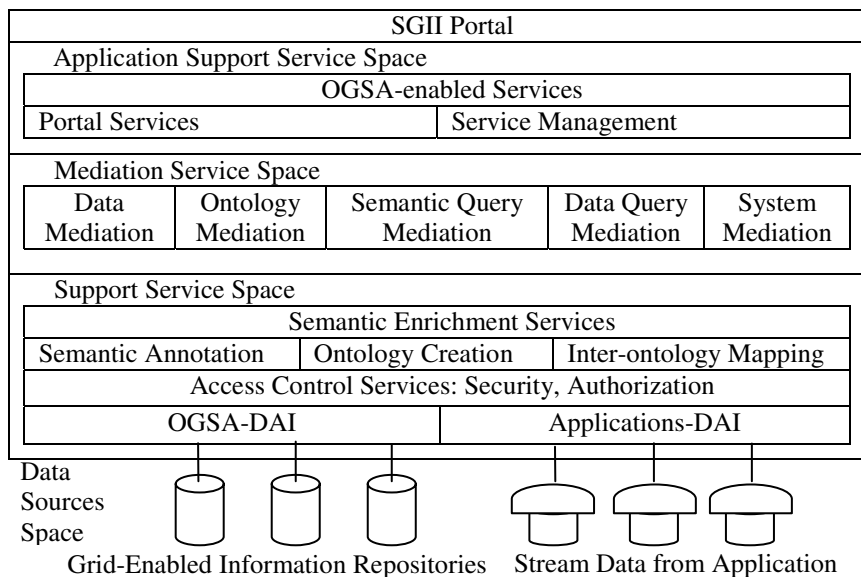 SGII Portal
Application Support Service Space
OGSA-enabled Services
Portal Services
Service Management
Mediation Service Space
Data
Mediation
Ontology
Mediation
Semantic Query
Mediation
Data Query
Mediation
System
Mediation
Support Service Space
Semantic Enrichment Services
Semantic Annotation
Ontology Creation
Inter-ontology Mapping
Access Control Services: Security, Authorization
OGSA-DAI
Applications-DAI
Data
Sources
Space
Grid-Enabled Information Repositories
Stream Data from Application